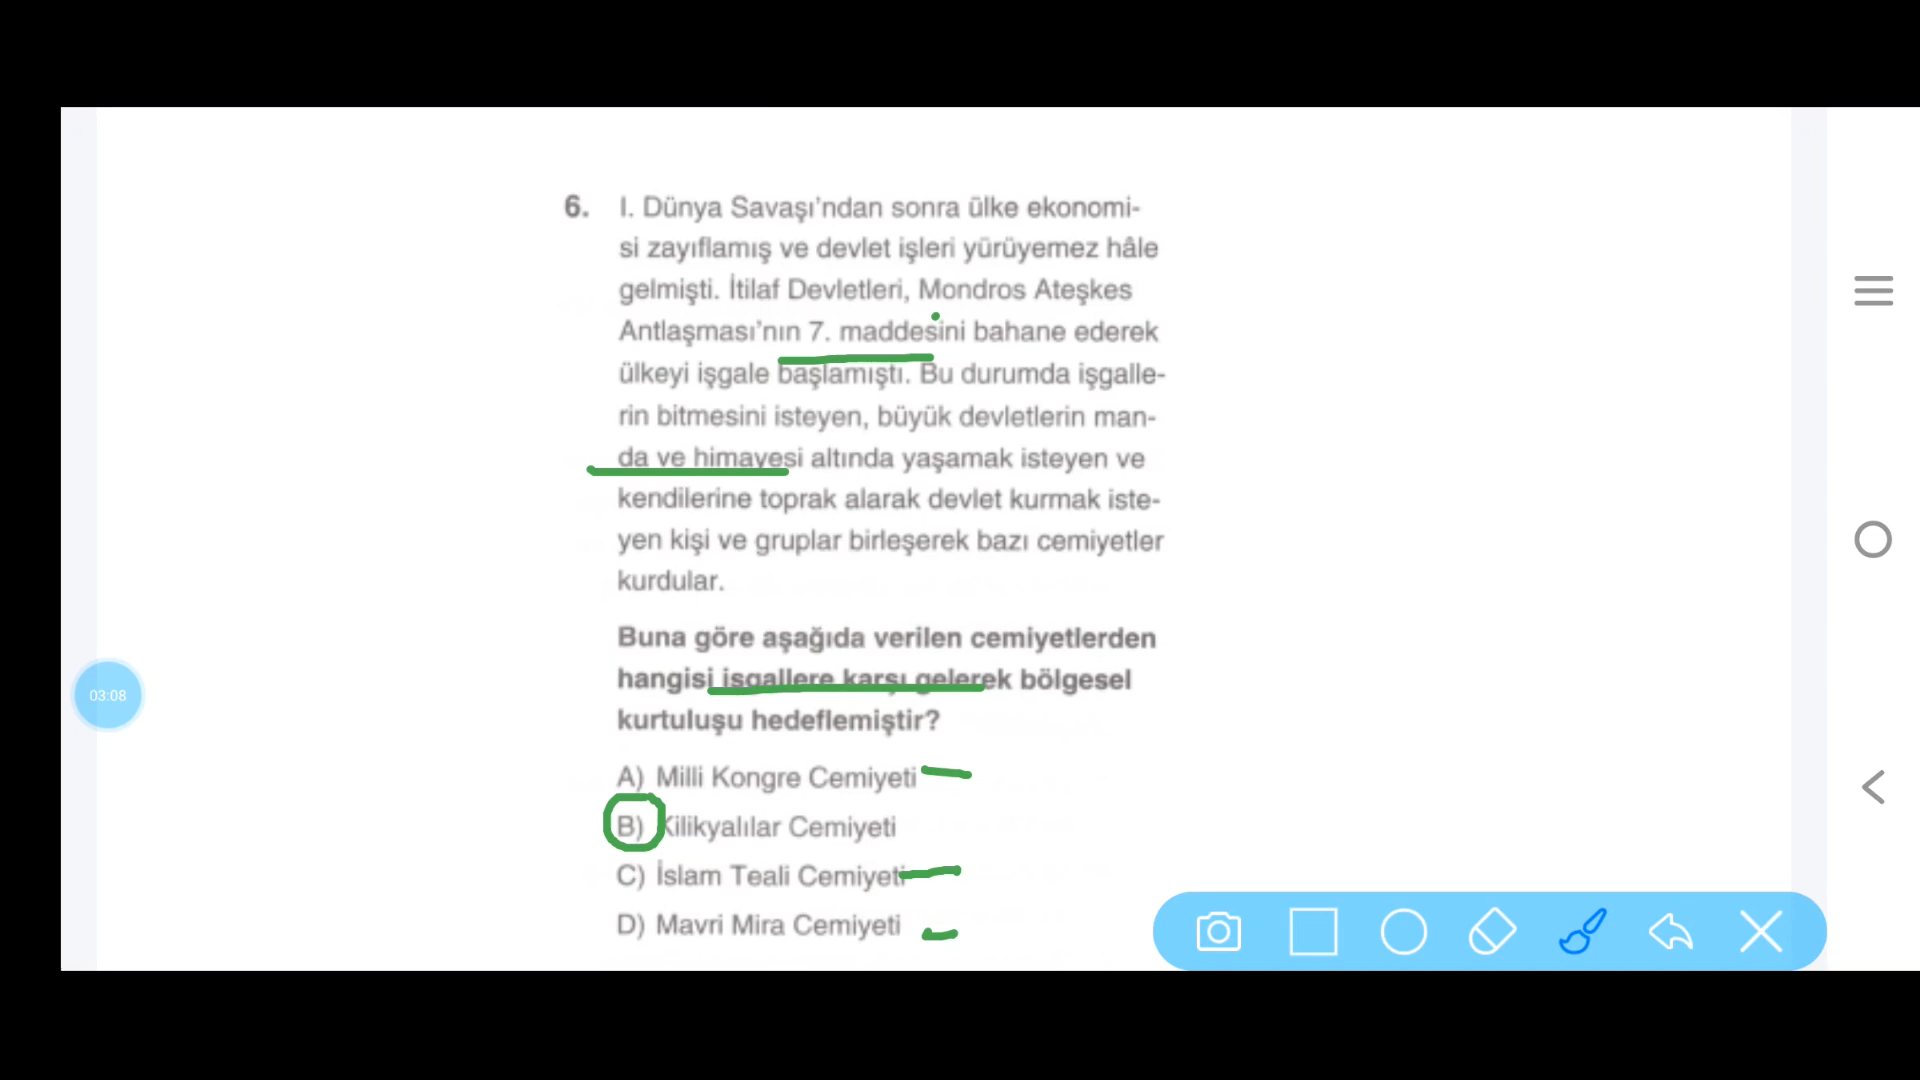 6. I. Dünya Savaşı'ndan sonra ülke ekonomi-
si zayıflamış ve devlet işleri yürüyemez hâle
gelmişti. İtilaf Devletleri, Mondros Ateşkes
Antlaşması'nın 7. maddesini bahane ederek
ülkeyi işgale başlamıştı. Bu durumda işgalle-
rin bitmesini isteyen, büyük devletlerin man-
da ve himayesi altında yaşamak isteyen ve
kendilerine toprak alarak devlet kurmak iste-
yen kişi ve gruplar birleşerek bazı cemiyetler
kurdular.
Buna göre aşağıda verilen cemiyetlerden
hangisi işgallere karşı gelerek bölgesel
kurtuluşu hedeflemiştir?
A) Milli Kongre Cemiyeti
B) Kilikyalılar Cemiyeti
C) İslam Teali Cemiyeti
D) Mavri Mira Cemiyeti
03:08